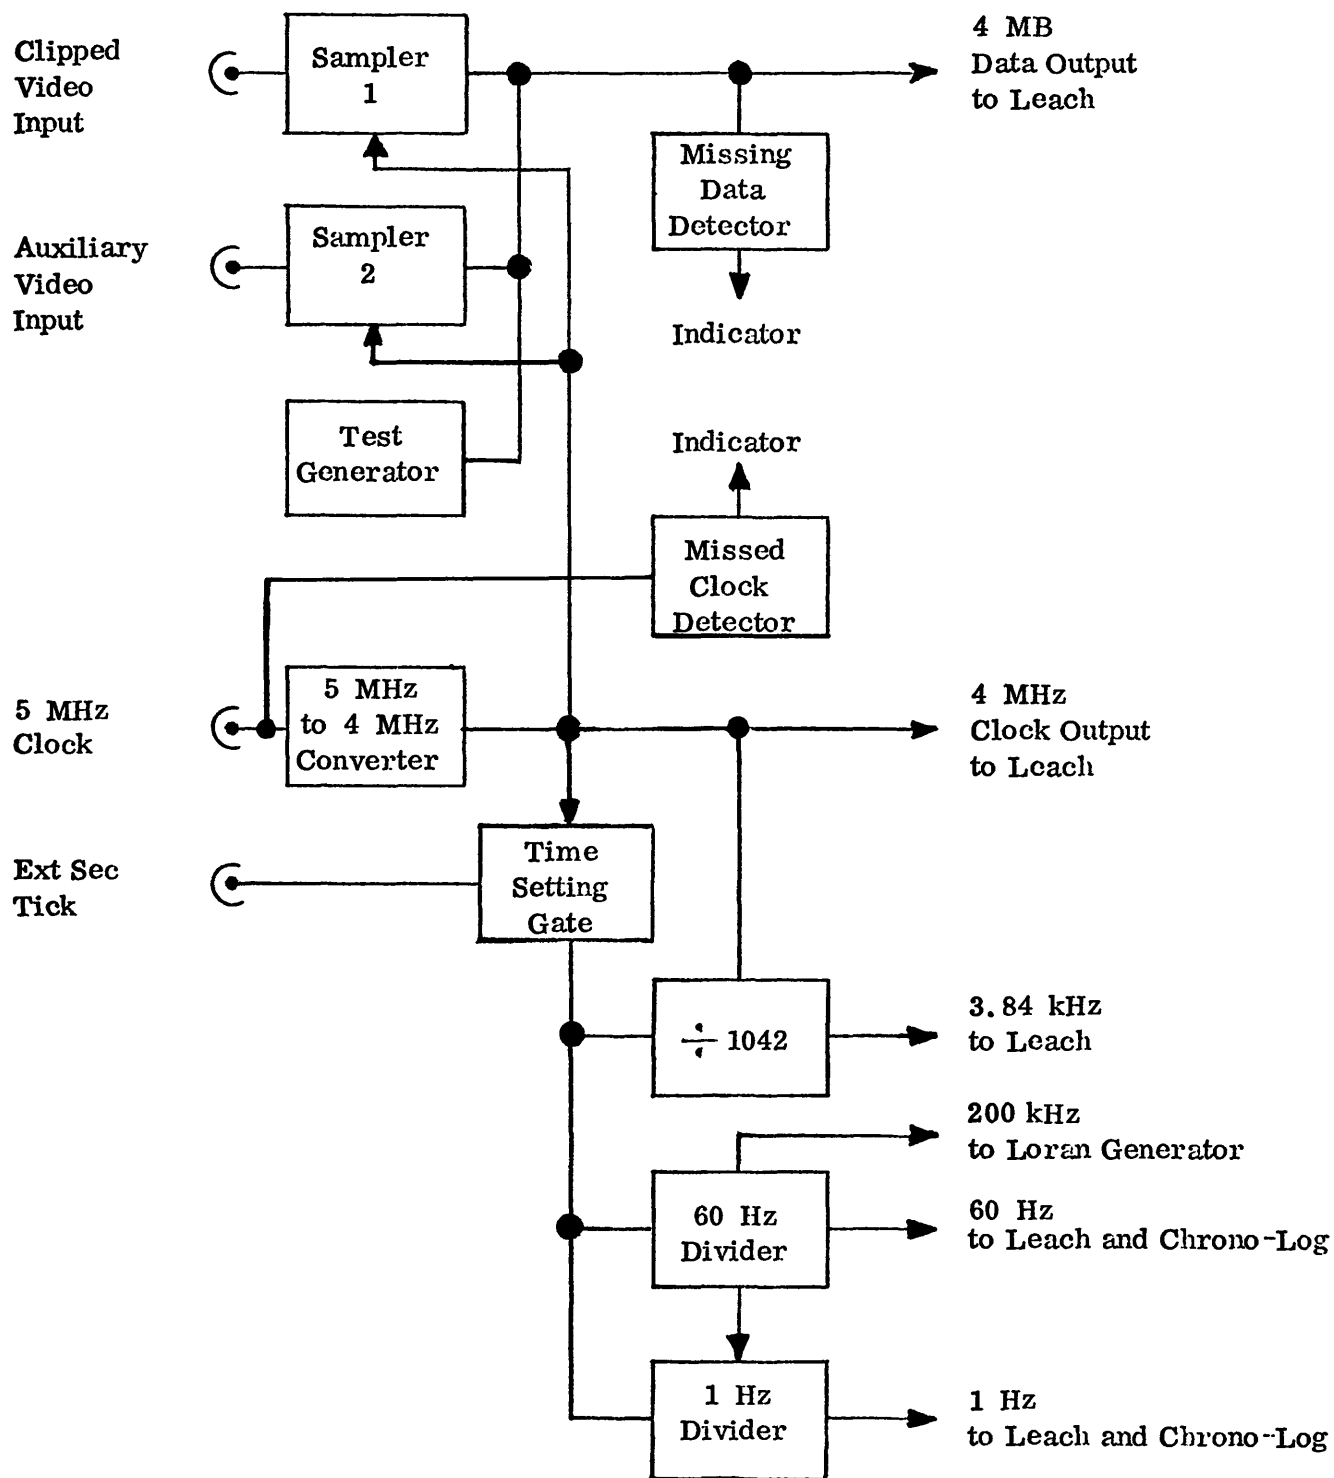 Clipped
Video
Input
Sampler
1
4 MB
Data Output
to Leach
Missing
Data
Detector
Indicator
Auxiliary
Video
Input
Sampler
2
Test
Generator
Indicator
Missed
Clock
Detector
5 MHz
Clock
5 MHz
to 4 MHz
Converter
4 MHz
Clock Output
to Leach
Ext Sec
Tick
Time
Setting
Gate
÷ 1042
3.84 kHz
to Leach
200 kHz
to Loran Generator
60 Hz
Divider
60 Hz
to Leach and Chrono-Log
1 Hz
Divider
1 Hz
to Leach and Chrono-Log